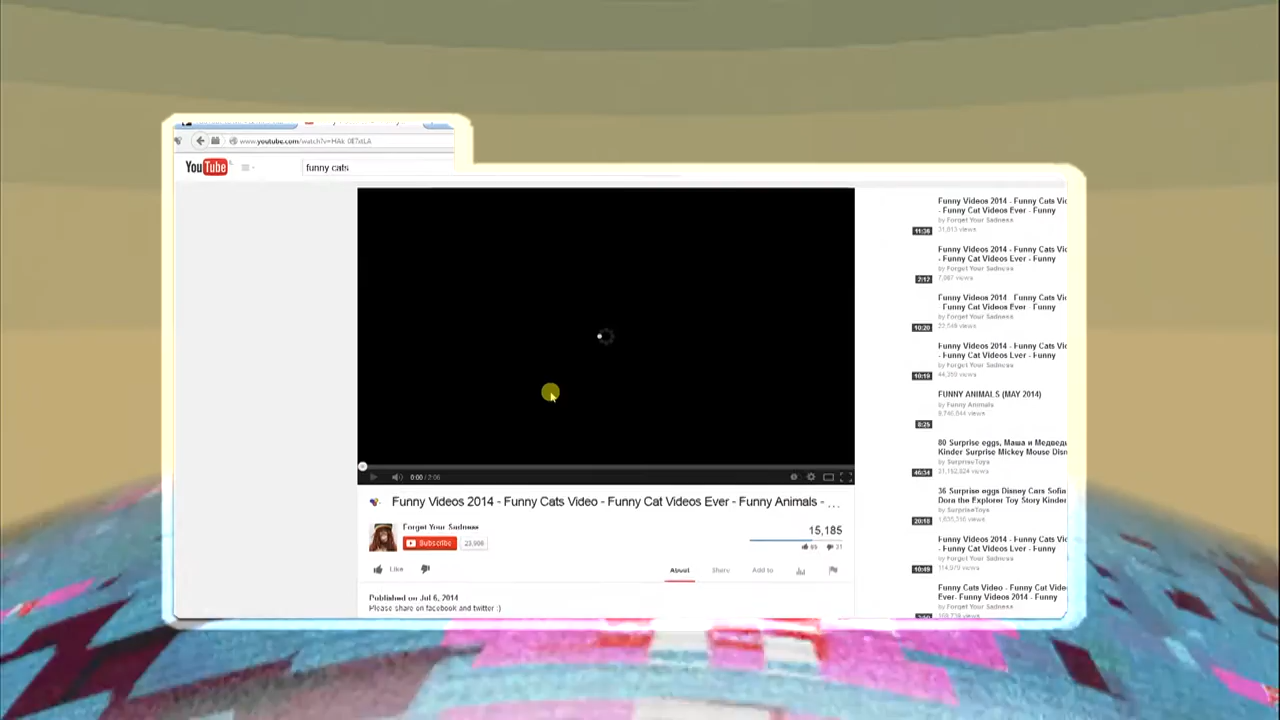 YouTube
funny cats
Funny Videos 2014 - Funny Cats Video - Funny Cat Videos Ever - Funny Animals - ...
Forget Your Sadness
Subscribe
15,185
Like
About
Share
Add to
Published on Jul 6, 2014
Please share on facebook and twitter :)
0:00 / 2:06
Funny Videos 2014 - Funny Cats Vic
- Funny Cat Videos Ever - Funny
by Forget Your Sadness
31,813 views
11:36
Funny Videos 2014 - Funny Cats Vic
- Funny Cat Videos Ever - Funny
by Forget Your Sadness
2:12
Funny Videos 2014 Funny Cats Vic
Funny Cat Videos Ever Funny
by Forget Your Sadness
10:20
Funny Videos 2014 - Funny Cats Vic
- Funny Cat Videos Ever - Funny
by Forget Your Sadness
10:19
FUNNY ANIMALS (MAY 2014)
by Funny Animals
8:25
80 Surprise eggs, Маша и Медведь
Kinder Surprise Mickey Mouse Disn
by SurpriseToys
46:34
36 Surprise eggs Disney Cars Sofia
Dora the Explorer Toy Story Kinder
by SurpriseToys
20:18
Funny Videos 2014 - Funny Cats Vic
- Funny Cat Videos Ever - Funny
by Forget Your Sadness
10:49
Funny Cats Video - Funny Cat Video
Ever- Funny Videos 2014 - Funny
by Forget Your Sadness